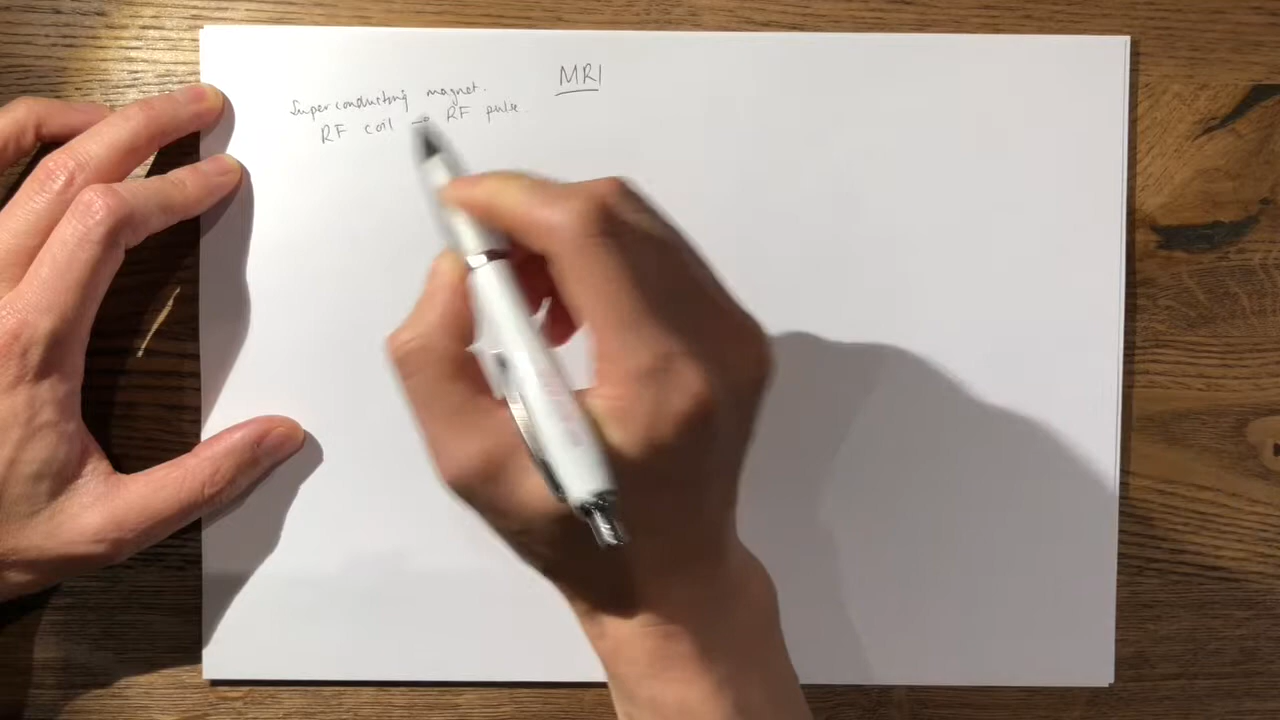 MRI
Superconducting magnet.
RF coil → RF pulse.